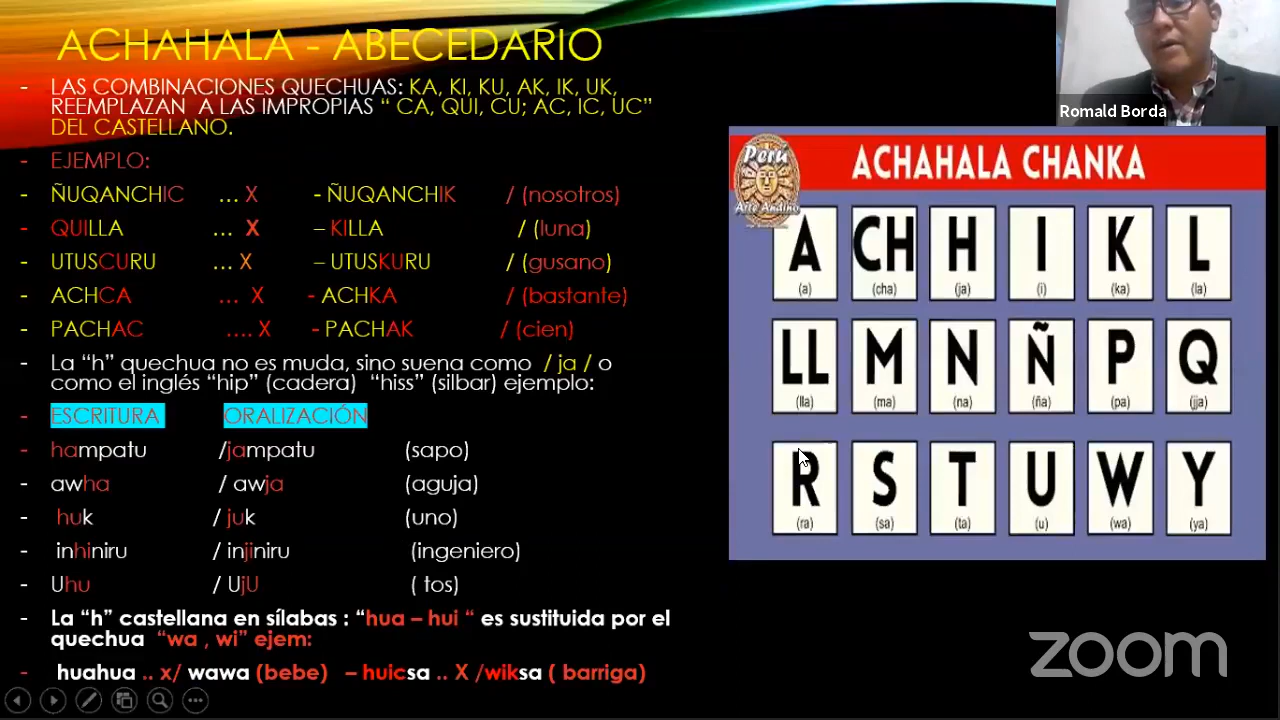 ACHAHALA - ABECEDARIO
- LAS COMBINACIONES QUECHUAS: KA, KI, KU, AK, IK, UK,
REEMPLAZAN A LAS IMPROPIAS “ CA, QUI, CU; AC, IC, UC”
DEL CASTELLANO.
- EJEMPLO:
- ÑUQANCHIC … X - ÑUQANCHIK / (nosotros)
- QUILLA … X – KILLA / (luna)
- UTUSCURU … X – UTUSKURU / (gusano)
- ACHCA … X - ACHKA / (bastante)
- PACHAC …. X - PACHAK / (cien)
- La “h” quechua no es muda, sino suena como / ja / o
como el inglés “hip” (cadera) “hiss” (silbar) ejemplo:
- ESCRITURA ORALIZACIÓN
- hampatu /jampatu (sapo)
- awha / awja (aguja)
- huk / juk (uno)
- inhiniru / injiniru (ingeniero)
- Uhu / UjU ( tos)
- La “h” castellana en sílabas : “hua – hui “ es sustituida por el
quechua “wa , wi” ejem:
- huahua .. x/ wawa (bebe) – huicsa .. X /wiksa ( barriga)
Romald Borda
Perú
Arte Andino
ACHAHALA CHANKA
A CH H I K L
(a) (cha) (ja) (i) (ka) (la)
LL M N Ñ P Q
(lla) (ma) (na) (ña) (pa) (jja)
R S T U W Y
(ra) (sa) (ta) (u) (wa) (ya)
zoom